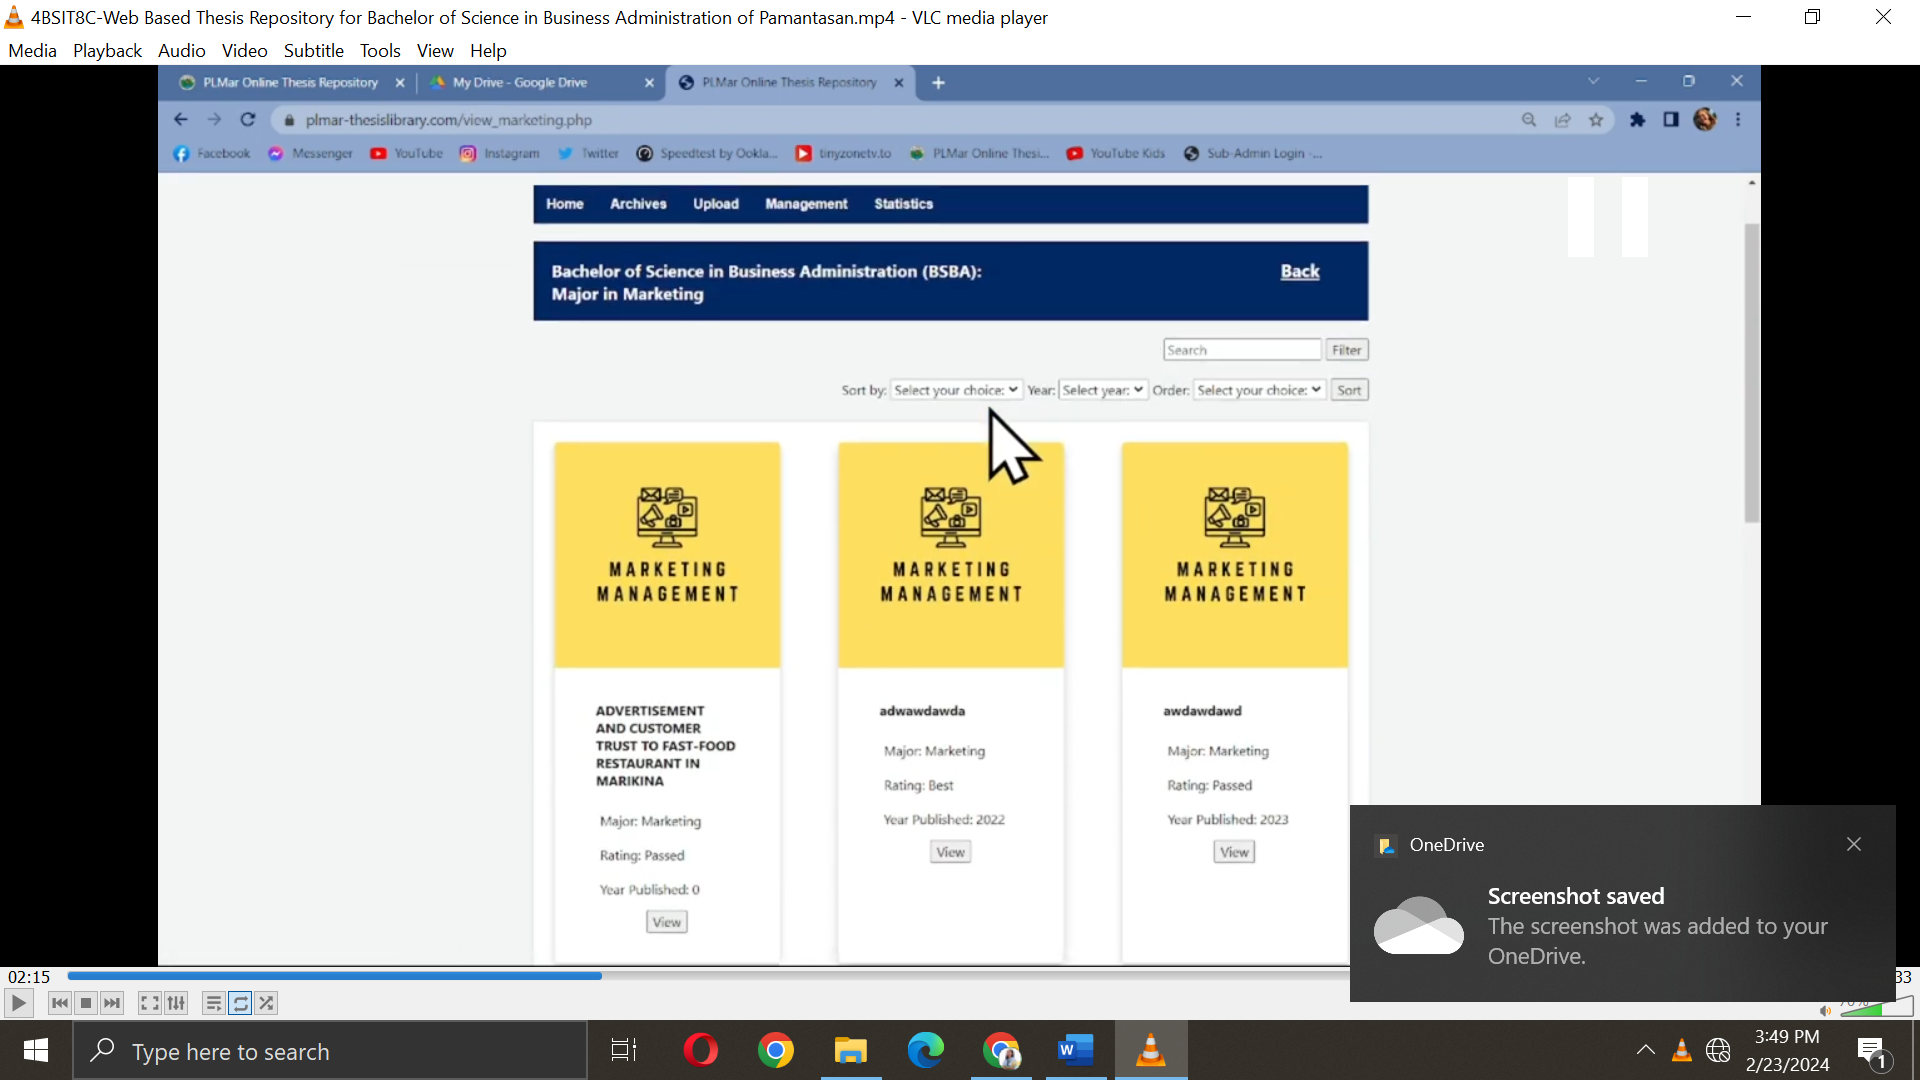 4BSIT8C-Web Based Thesis Repository for Bachelor of Science in Business Administration of Pamantasan.mp4 - VLC media player
Media Playback Audio Video Subtitle Tools View Help
PLMar Online Thesis Repository My Drive - Google Drive PLMar Online Thesis Repository
plmar-thesislibrary.com/view_marketing.php
Facebook Messenger YouTube Instagram Twitter Speedtest by Ookla... tinyzonetv.to PLMar Online Thesi... YouTube Kids Sub-Admin Login -...
Home Archives Upload Management Statistics
Bachelor of Science in Business Administration (BSBA): Back
Major in Marketing
Search Filter
Sort by: Select your choice: Year: Select year: Order: Select your choice: Sort
MARKETING MARKETING MARKETING
MANAGEMENT MANAGEMENT MANAGEMENT
ADVERTISEMENT
AND CUSTOMER
TRUST TO FAST-FOOD
RESTAURANT IN
MARIKINA
Major: Marketing
Rating: Passed
Year Published: 0
View
adwawdawda
Major: Marketing
Rating: Best
Year Published: 2022
View
awdawdawd
Major: Marketing
Rating: Passed
Year Published: 2023
View
OneDrive
Screenshot saved
The screenshot was added to your
OneDrive.
02:15 33
Type here to search
3:49 PM
2/23/2024
1